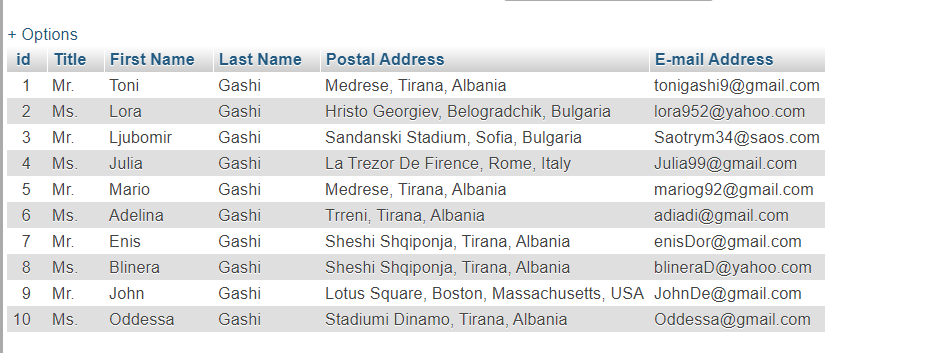 + Options
id Title First Name Last Name Postal Address E-mail Address
1 Mr. Toni Gashi Medrese, Tirana, Albania tonigashi9@gmail.com
2 Ms. Lora Gashi Hristo Georgiev, Belogradchik, Bulgaria lora952@yahoo.com
3 Mr. Ljubomir Gashi Sandanski Stadium, Sofia, Bulgaria Saotrym34@saos.com
4 Ms. Julia Gashi La Trezor De Firence, Rome, Italy Julia99@gmail.com
5 Mr. Mario Gashi Medrese, Tirana, Albania mariog92@gmail.com
6 Ms. Adelina Gashi Trreni, Tirana, Albania adiadi@gmail.com
7 Mr. Enis Gashi Sheshi Shqiponja, Tirana, Albania enisDor@gmail.com
8 Ms. Blinera Gashi Sheshi Shqiponja, Tirana, Albania blineraD@yahoo.com
9 Mr. John Gashi Lotus Square, Boston, Massachusetts, USA JohnDe@gmail.com
10 Ms. Oddessa Gashi Stadiumi Dinamo, Tirana, Albania Oddessa@gmail.com